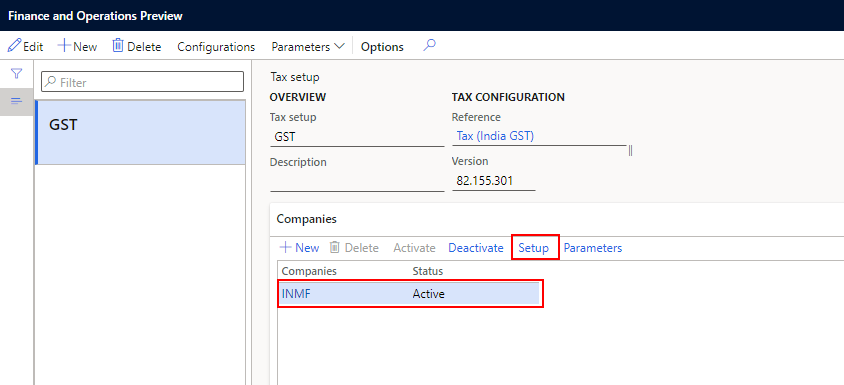 Finance and Operations Preview
Edit New Delete Configurations Parameters Options
Filter
GST
Tax setup
OVERVIEW TAX CONFIGURATION
Tax setup Reference
GST Tax (India GST)
Description Version
82.155.301
Companies
New Delete Activate Deactivate Setup Parameters
Companies Status
INMF Active